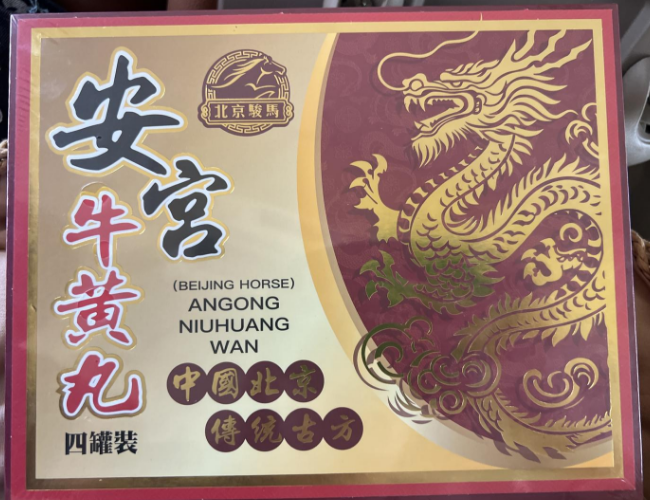 安宮
牛黃丸
四罐裝
北京駿馬
(BEIJING HORSE)
ANGONG
NIUHUANG
WAN
中國北京
傳統古方